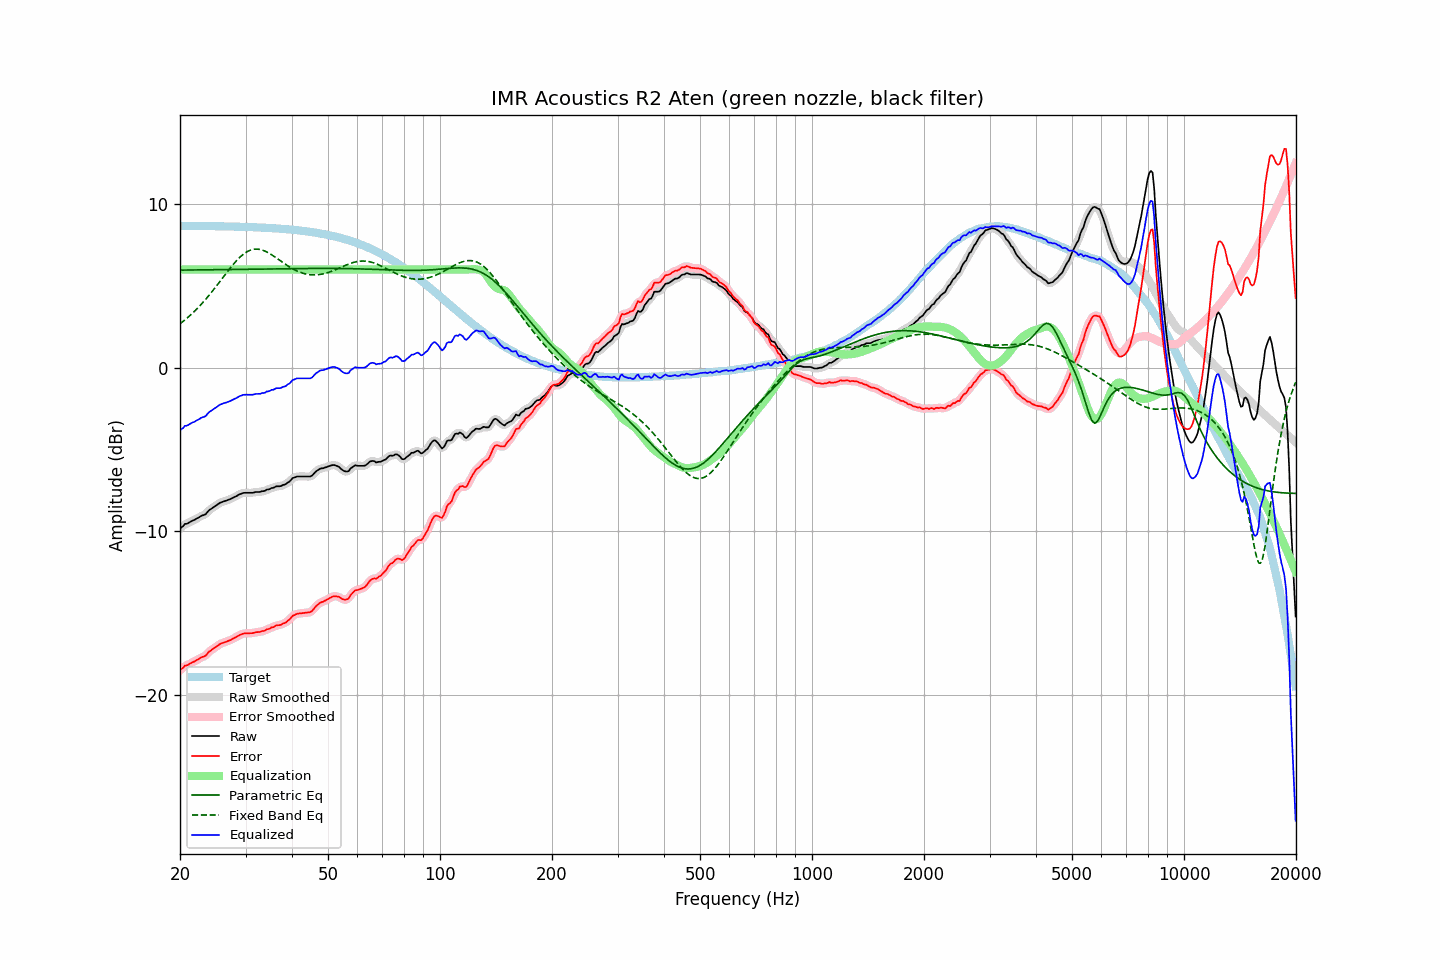 IMR Acoustics R2 Aten (green nozzle, black filter)
Amplitude (dBr)
10
0
−10
−20
Target
Raw Smoothed
Error Smoothed
Raw
Error
Equalization
Parametric Eq
Fixed Band Eq
Equalized
20 50 100 200 500 1000 2000 5000 10000 20000
Frequency (Hz)